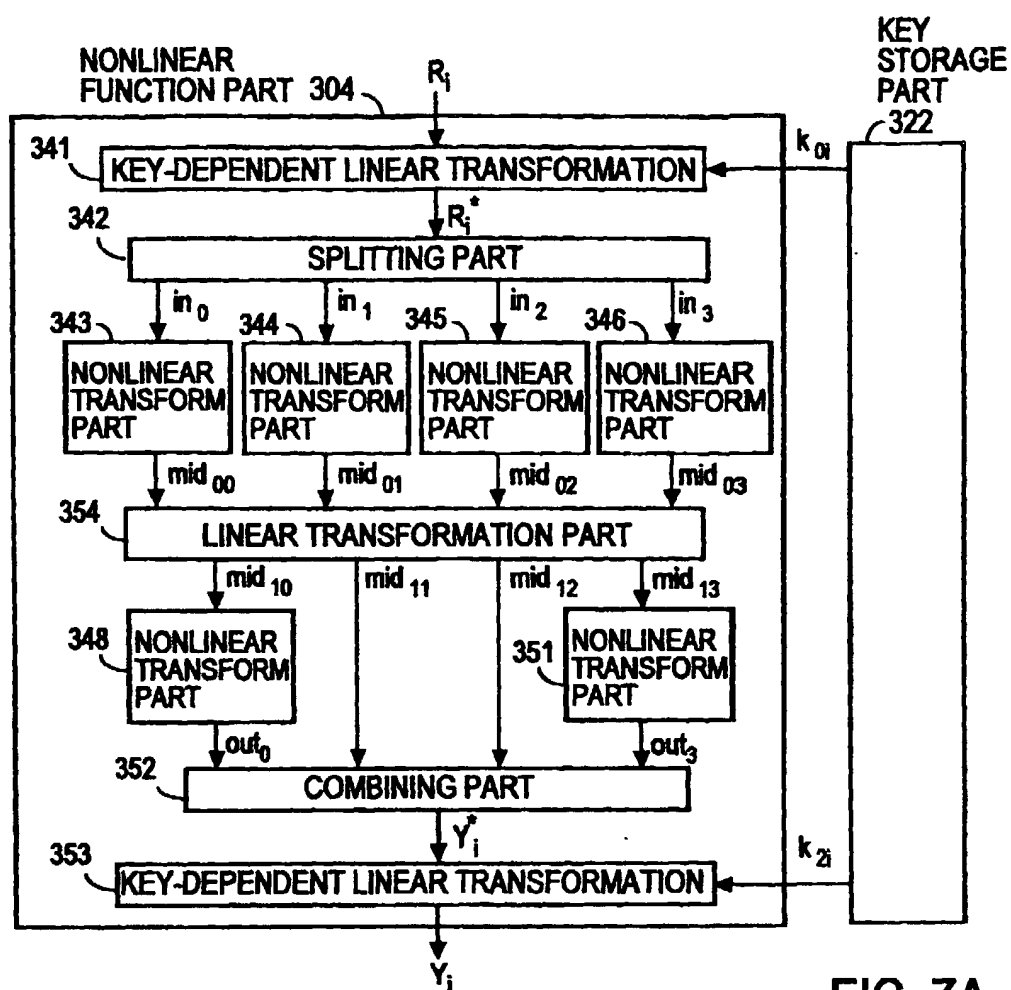 KEY
STORAGE
PART
322
NONLINEAR
FUNCTION PART 304
R_i
k_0i
341
KEY-DEPENDENT LINEAR TRANSFORMATION
R_i*
342
SPLITTING PART
in_0 in_1 in_2 in_3
343 344 345 346
NONLINEAR
TRANSFORM
PART
NONLINEAR
TRANSFORM
PART
NONLINEAR
TRANSFORM
PART
NONLINEAR
TRANSFORM
PART
mid_00 mid_01 mid_02 mid_03
354
LINEAR TRANSFORMATION PART
mid_10 mid_11 mid_12 mid_13
348
NONLINEAR
TRANSFORM
PART
351
NONLINEAR
TRANSFORM
PART
out_0 out_3
352
COMBINING PART
Y_i*
k_2i
353
KEY-DEPENDENT LINEAR TRANSFORMATION
Y_i
FIG. 7A